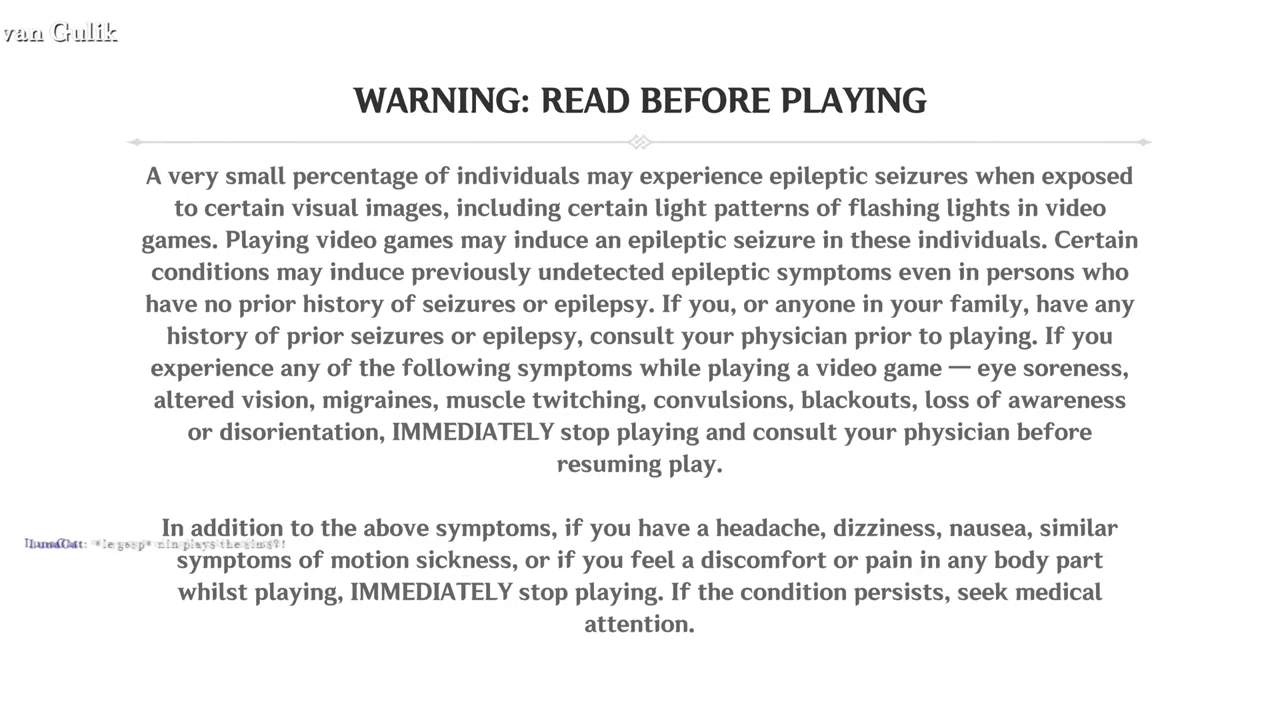 van Gulik
WARNING: READ BEFORE PLAYING
A very small percentage of individuals may experience epileptic seizures when exposed
to certain visual images, including certain light patterns of flashing lights in video
games. Playing video games may induce an epileptic seizure in these individuals. Certain
conditions may induce previously undetected epileptic symptoms even in persons who
have no prior history of seizures or epilepsy. If you, or anyone in your family, have any
history of prior seizures or epilepsy, consult your physician prior to playing. If you
experience any of the following symptoms while playing a video game — eye soreness,
altered vision, migraines, muscle twitching, convulsions, blackouts, loss of awareness
or disorientation, IMMEDIATELY stop playing and consult your physician before
resuming play.
In addition to the above symptoms, if you have a headache, dizziness, nausea, similar
LunaCat: *le gasp* nin plays the
symptoms of motion sickness, or if you feel a discomfort or pain in any body part
whilst playing, IMMEDIATELY stop playing. If the condition persists, seek medical
attention.